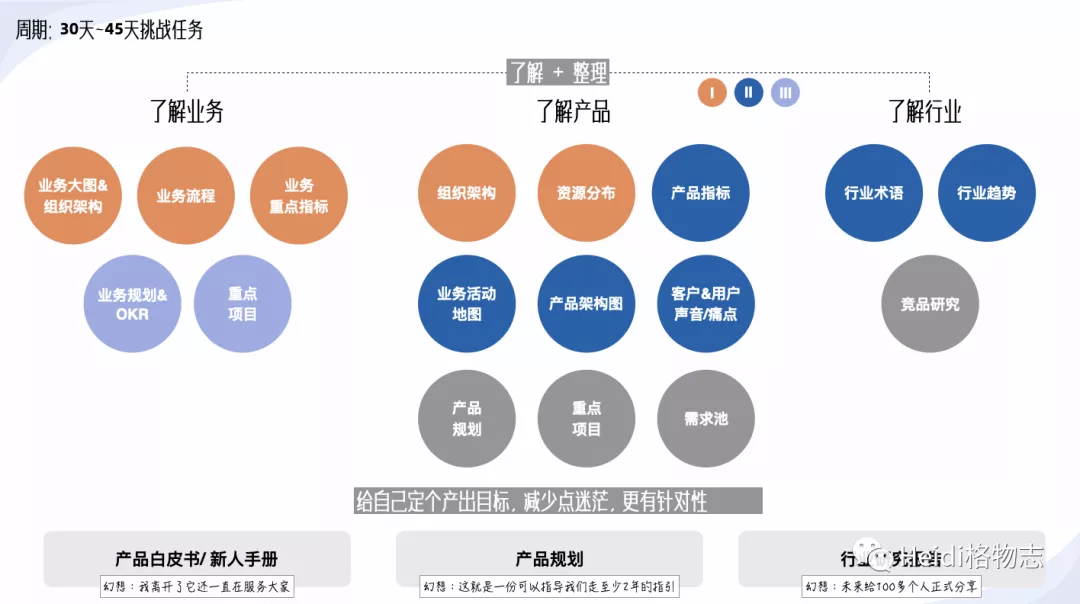 周期：30天~45天挑战任务
了解 + 整理
I II III
了解业务
了解产品
了解行业
业务大图&
组织架构
业务流程
业务
重点指标
业务规划&
OKR
重点
项目
组织架构
资源分布
产品指标
业务活动
地图
产品架构图
客户&用户
声音/痛点
产品
规划
重点
项目
需求池
行业术语
行业趋势
竞品研究
给自己定个产出目标, 减少点迷茫, 更有针对性
产品白皮书/ 新人手册
幻想：我离开了它还一直在服务大家
产品规划
幻想：这就是一份可以指导我们走至少2年的指引
行业
Heidi格物志
幻想：未来给100多个人正式分享